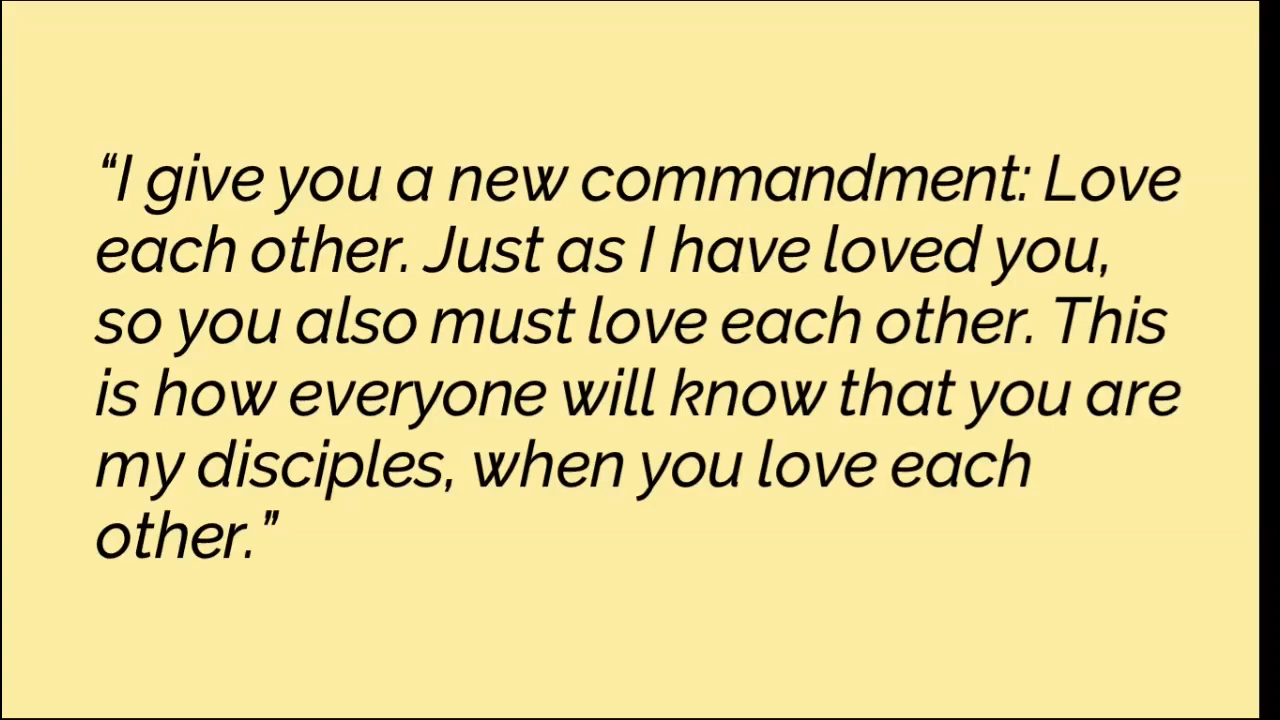 “I give you a new commandment: Love
each other. Just as I have loved you,
so you also must love each other. This
is how everyone will know that you are
my disciples, when you love each
other.”